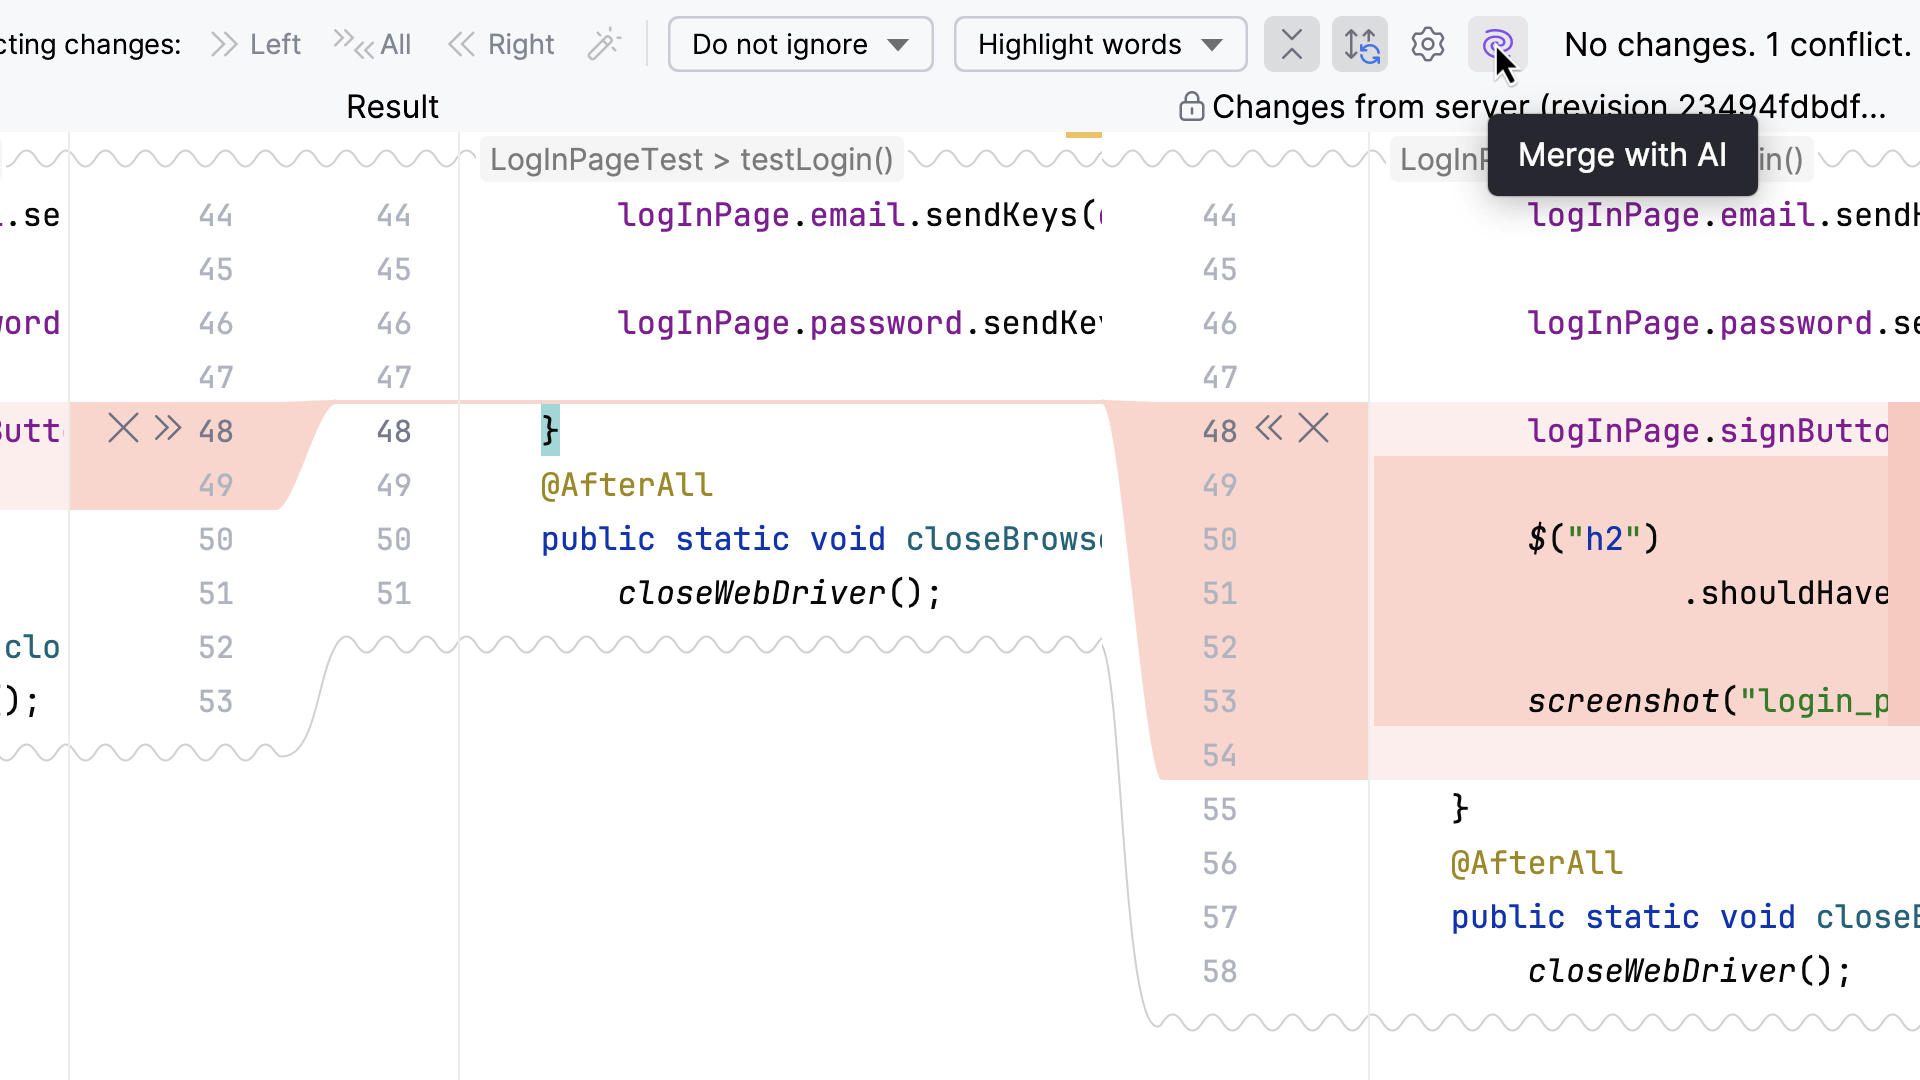 cting changes: Left All Right Do not ignore Highlight words No changes. 1 conflict.
Result
Changes from server (revision 23494fdbdf...
Merge with AI
.se
word
Butt
clo
();
44
45
46
47
48
49
50
51
52
53
44
45
46
47
48
49
50
51
LogInPageTest > testLogin()
logInPage.email.sendKeys(
logInPage.password.sendKey
}
@AfterAll
public static void closeBrows
closeWebDriver();
44
45
46
47
48
49
50
51
52
53
54
55
56
57
58
LogInP in()
logInPage.email.send
logInPage.password.se
logInPage.signButto
$("h2")
.shouldHave
screenshot("login_p
}
@AfterAll
public static void close
closeWebDriver();